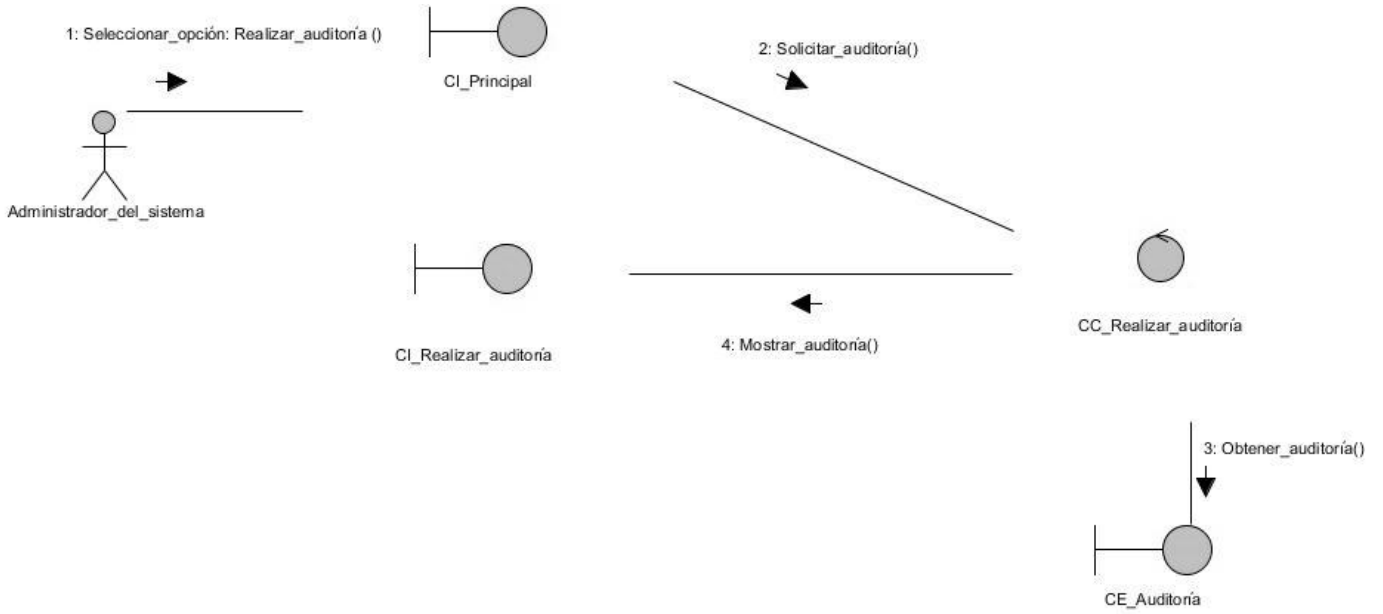 1: Seleccionar_opción: Realizar_auditoría ()
CI_Principal
2: Solicitar_auditoría()
Administrador_del_sistema
CI_Realizar_auditoría
4: Mostrar_auditoría()
CC_Realizar_auditoría
3: Obtener_auditoría()
CE_Auditoría